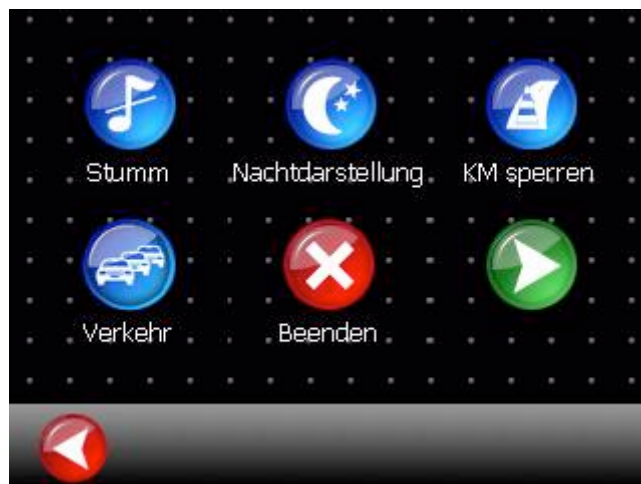 Stumm
Nachtdarstellung
KM sperren
Verkehr
Beenden